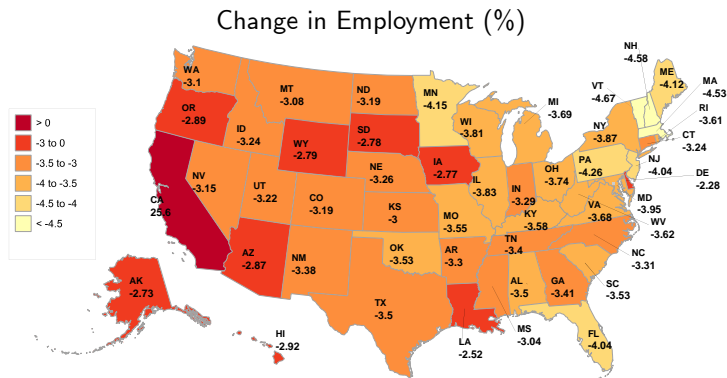 Change in Employment (%)
> 0
-3 to 0
-3.5 to -3
-4 to -3.5
-4.5 to -4
< -4.5
WA
-3.1
OR
-2.89
CA
25.6
NV
-3.15
ID
-3.24
MT
-3.08
WY
-2.79
UT
-3.22
AZ
-2.87
CO
-3.19
NM
-3.38
ND
-3.19
SD
-2.78
NE
-3.26
KS
-3
OK
-3.53
TX
-3.5
MN
-4.15
IA
-2.77
MO
-3.55
AR
-3.3
LA
-2.52
WI
-3.81
IL
-3.83
MI
-3.69
IN
-3.29
OH
-3.74
KY
-3.58
TN
-3.4
MS
-3.04
AL
-3.5
GA
-3.41
FL
-4.04
SC
-3.53
NC
-3.31
VA
-3.68
WV
-3.62
MD
-3.95
DE
-2.28
PA
-4.26
NJ
-4.04
NY
-3.87
CT
-3.24
RI
-3.61
MA
-4.53
VT
-4.67
NH
-4.58
ME
-4.12
AK
-2.73
HI
-2.92